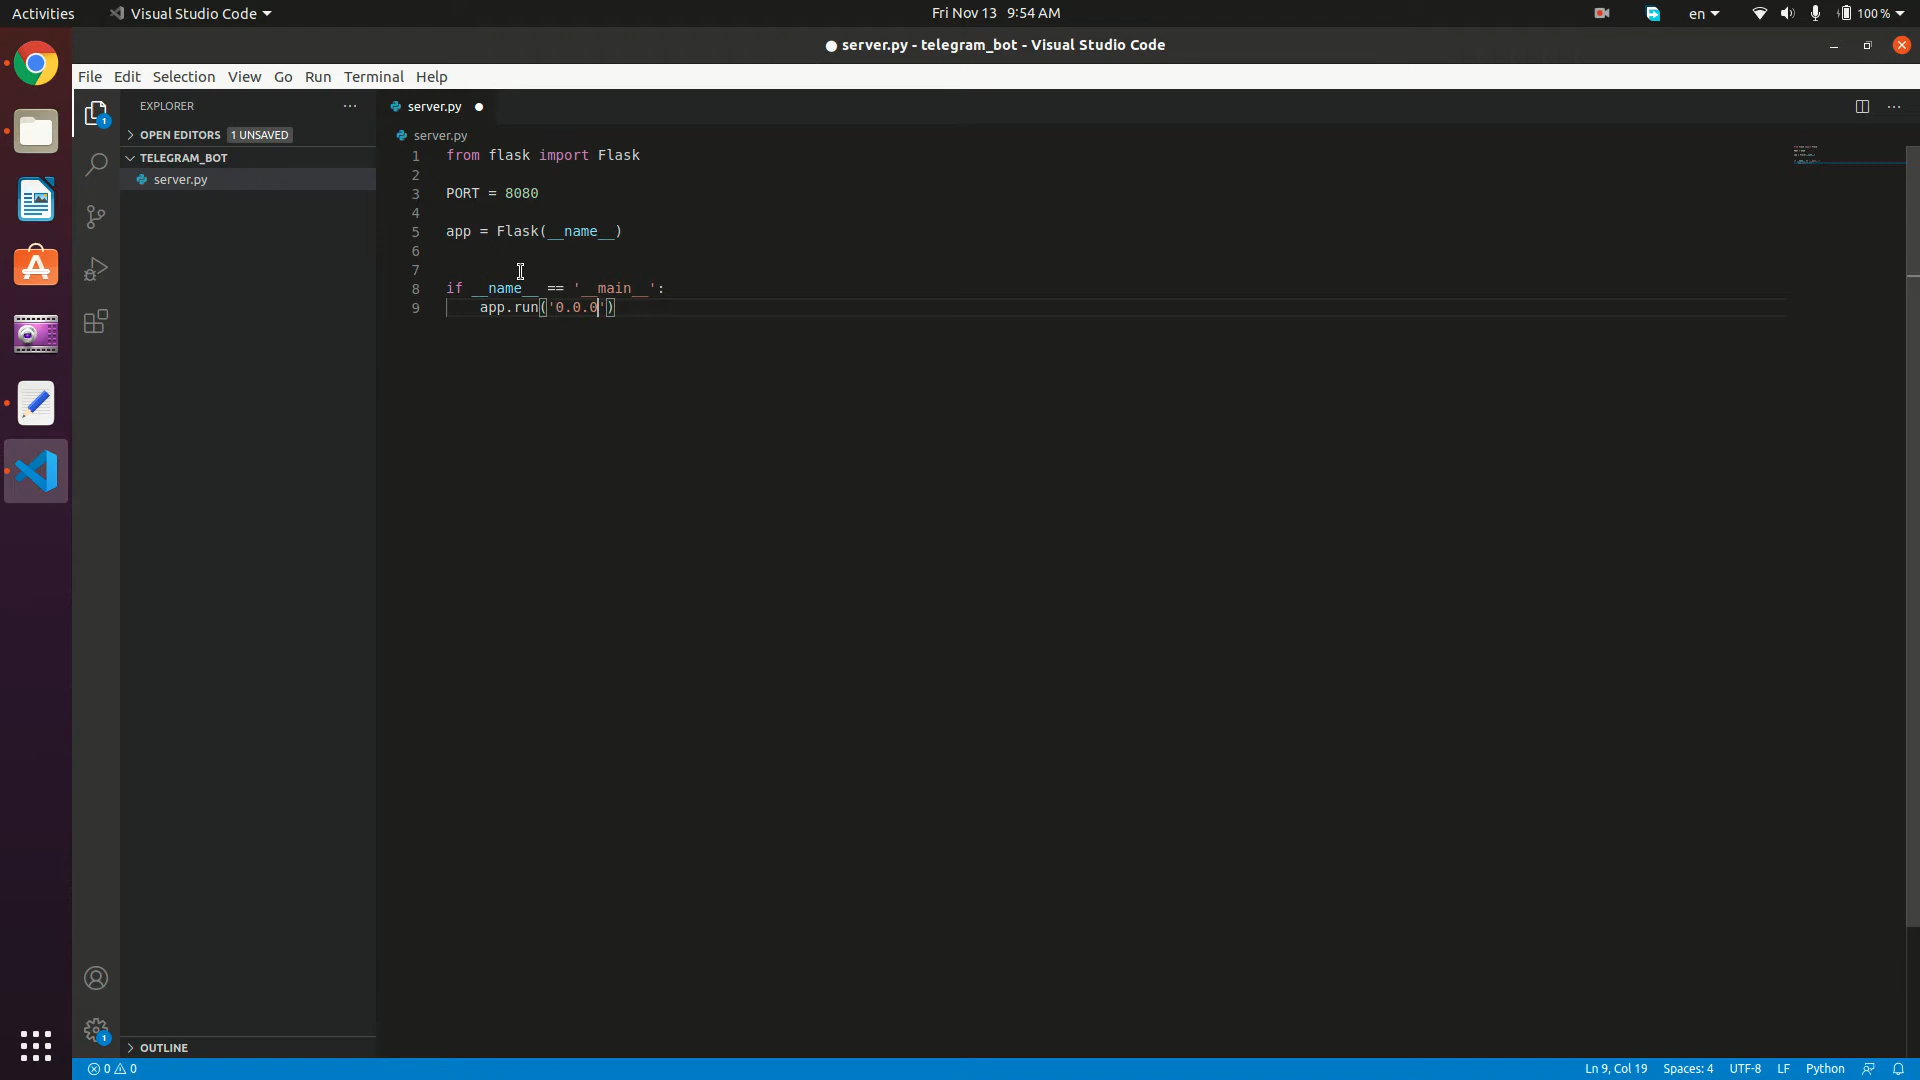 Activities
Visual Studio Code
Fri Nov 13 9:54 AM
en
100 %
● server.py - telegram_bot - Visual Studio Code
File Edit Selection View Go Run Terminal Help
EXPLORER
OPEN EDITORS 1 UNSAVED
TELEGRAM_BOT
server.py
1
server.py
server.py
1 from flask import Flask
2
3 PORT = 8080
4
5 app = Flask(__name__)
6
7
8 if __name__ == '__main__':
9 app.run('0.0.0')
1
OUTLINE
0 0
Ln 9, Col 19 Spaces: 4 UTF-8 LF Python